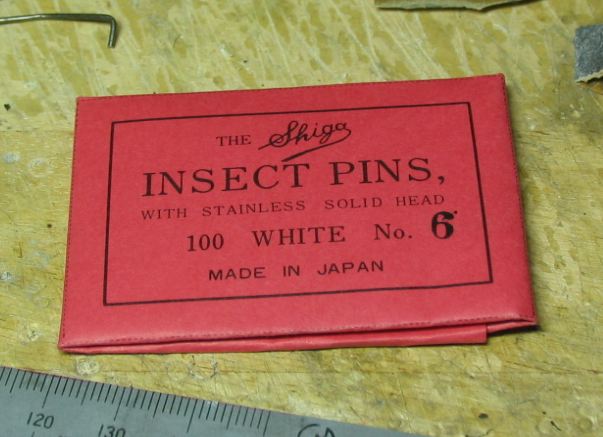 THE Shiga
INSECT PINS,
WITH STAINLESS SOLID HEAD
100 WHITE No. 6
MADE IN JAPAN
120 130